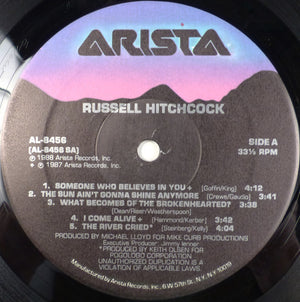 ARISTA
RUSSELL HITCHCOCK
AL-8456
[AL-8456 SA]
℗ 1988 Arista Records, Inc.
© 1987 Arista Records, Inc.
SIDE A
33⅓ RPM
1. SOMEONE WHO BELIEVES IN YOU + [Goffin/King] 4:12
2. THE SUN AIN'T GONNA SHINE ANYMORE [Crewe/Gaudio] 4:12
3. WHAT BECOMES OF THE BROKENHEARTED? 3:38
[Dean/Riser/Weatherspoon]
4. I COME ALIVE + [Hammond/Kerber] 3:42
5. THE RIVER CRIED* [Steinberg/Kelly] 4:04
PRODUCED BY MICHAEL LLOYD FOR MIKE CURB PRODUCTIONS
Executive Producer: Jimmy Ienner
*PRODUCED BY KEITH OLSEN FOR
POGOLOGO CORPORATION
UNAUTHORIZED DUPLICATION IS A
VIOLATION OF APPLICABLE LAWS.
Manufactured by Arista Records, Inc., 6 W. 57th St., N.Y., N.Y. 10019